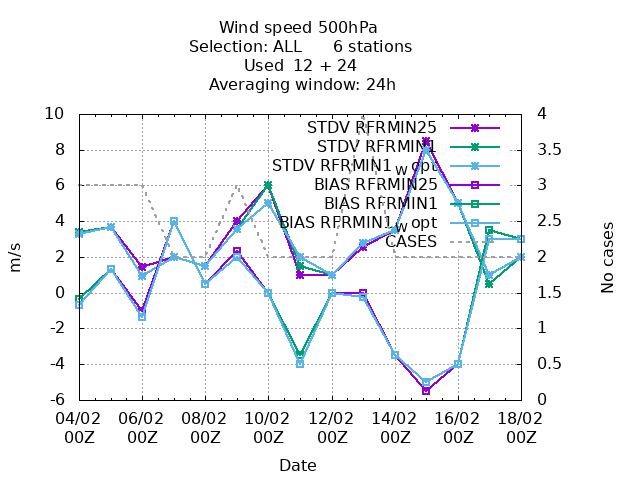 Wind speed 500hPa
Selection: ALL 6 stations
Used 12 + 24
Averaging window: 24h
10 4
STDV RFRMIN25
8 3.5
STDV RFRMIN1
STDV RFRMIN1 w opt
6 BIAS RFRMIN25 3
BIAS RFRMIN1
4 BIAS RFRMIN1 w opt 2.5
CASES
m/s 2 2 No cases
0 1.5
-2 1
-4 0.5
-6 0
04/02 06/02 08/02 10/02 12/02 14/02 16/02 18/02
00Z 00Z 00Z 00Z 00Z 00Z 00Z 00Z
Date